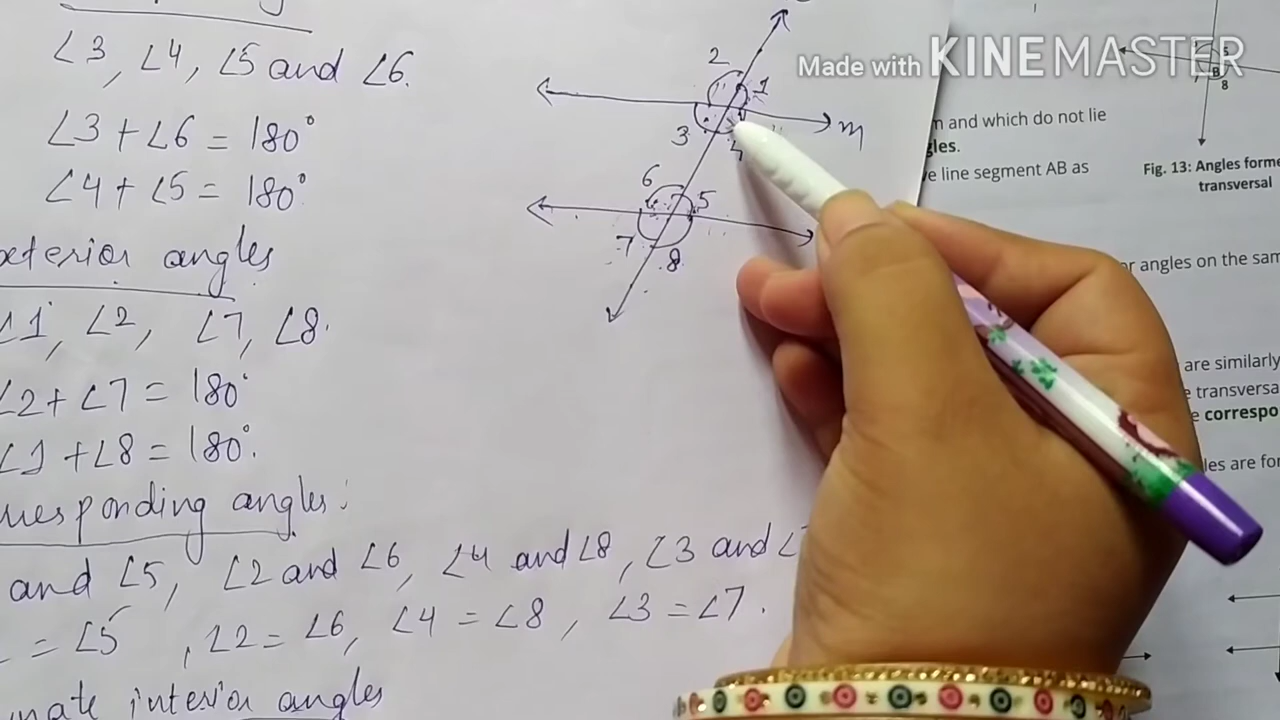 ∠3, ∠4, ∠5 and ∠6.
∠3 + ∠6 = 180°
∠4 + ∠5 = 180°
angles
∠1, ∠2, ∠7, ∠8.
∠2 + ∠7 = 180°
∠1 + ∠8 = 180°.
angles:
and ∠5, ∠2 and ∠6, ∠4 and ∠8, ∠3 and
= ∠5, ∠2 = ∠6, ∠4 = ∠8, ∠3 = ∠7.
interior angles
2
1
3
4
m
6
5
7
8
Made with KINEMASTER
B
8
m and which do not lie
gles.
e line segment AB as
Fig. 13: Angles forme
transversal
r angles on the sam
are similarly
transversa
correspo
les are for